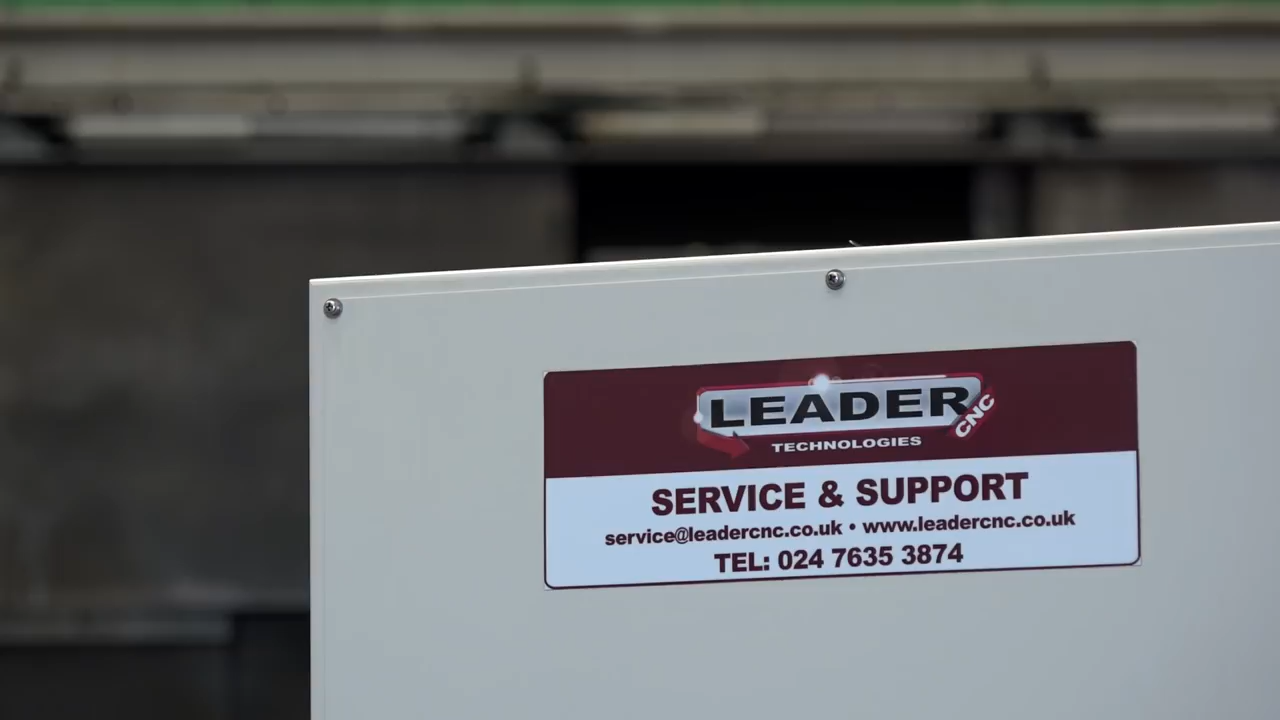 LEADER CNC
TECHNOLOGIES
SERVICE & SUPPORT
service@leadercnc.co.uk • www.leadercnc.co.uk
TEL: 024 7635 3874